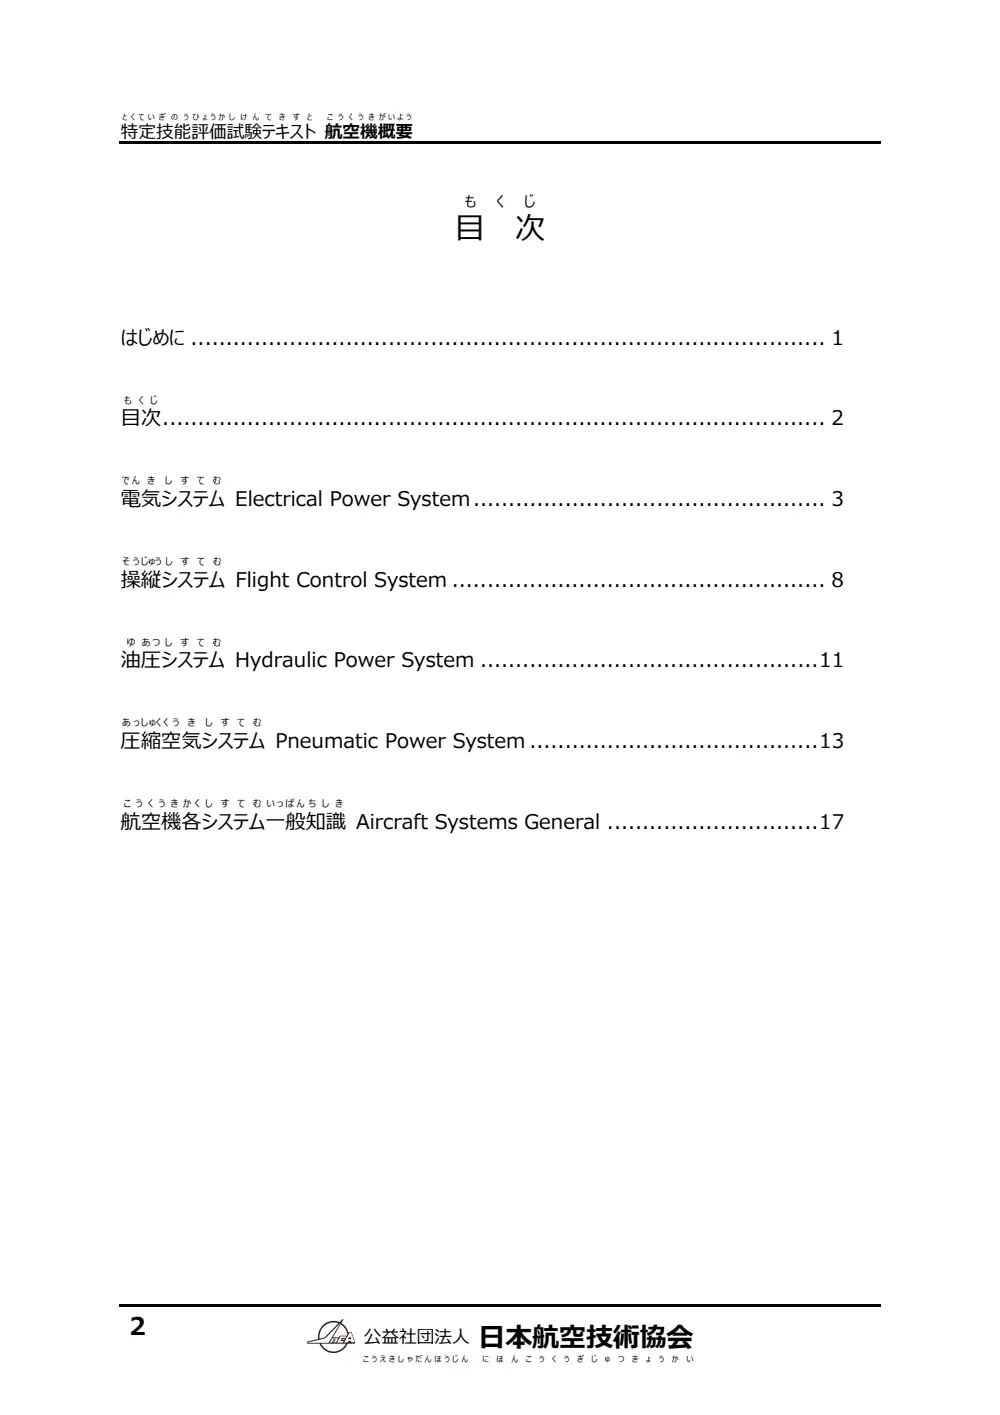 とくていぎのうひょうかしけんてきすと こうくうきがいよう
特定技能評価試験テキスト 航空機概要
もくじ
目 次
はじめに .......................................................................................... 1
もくじ
目次.............................................................................................. 2
でんきしすてむ
電気システム Electrical Power System.................................................. 3
そうじゅうしすてむ
操縦システム Flight Control System ..................................................... 8
ゆあつしすてむ
油圧システム Hydraulic Power System ................................................11
あっしゅくくうきしすてむ
圧縮空気システム Pneumatic Power System .........................................13
こうくうきかくしすてむいっぱんちしき
航空機各システム一般知識 Aircraft Systems General ..............................17
2
公益社団法人 日本航空技術協会
こうえきしゃだんほうじん にほんこうくうぎじゅつきょうかい